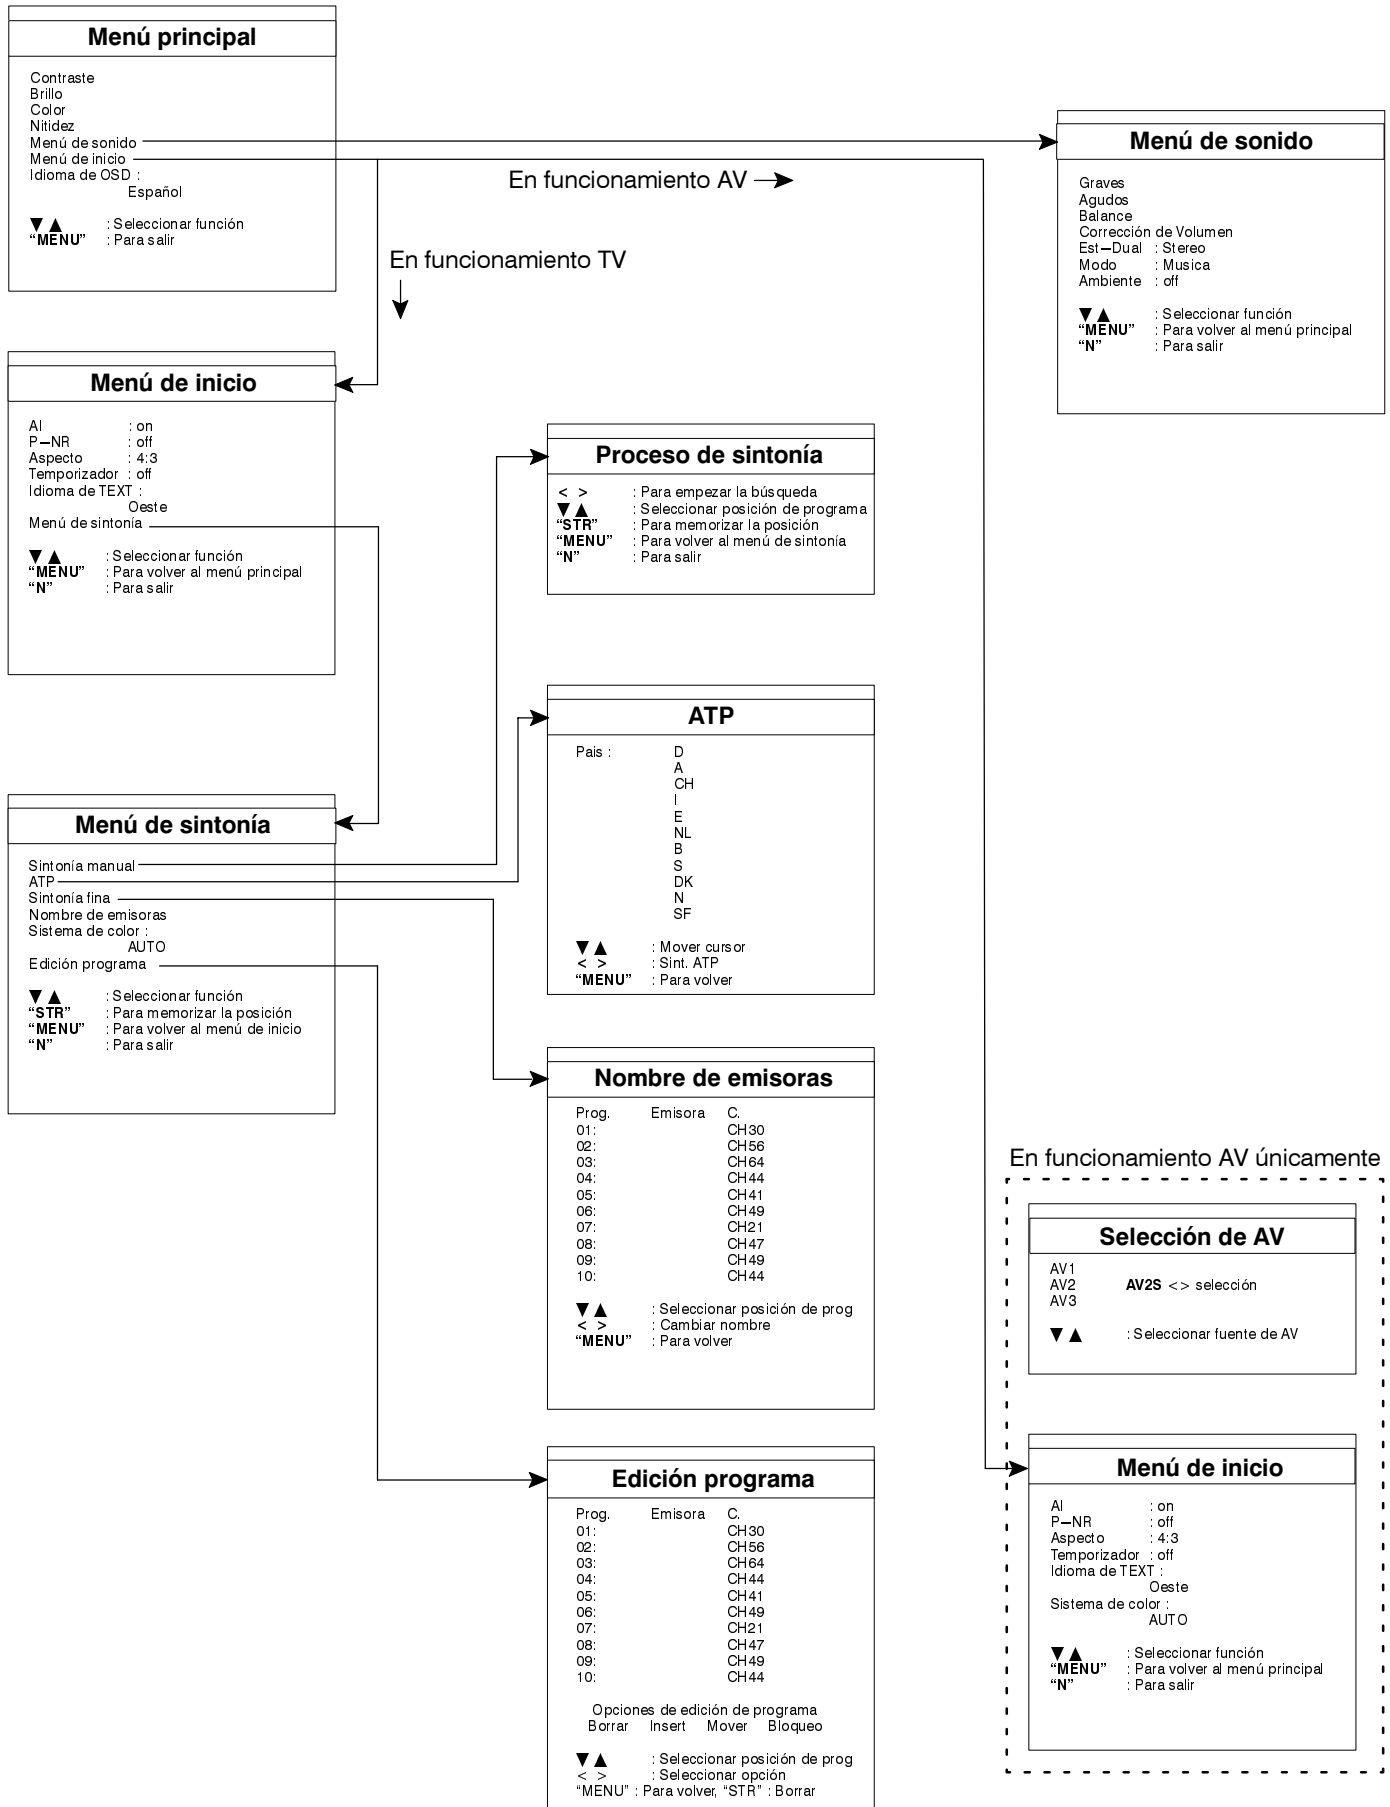 Menú principal
Contraste
Brillo
Color
Nitidez
Menú de sonido
Menú de inicio
Idioma de OSD :
Español
▼ ▲ : Seleccionar función
“MENU” : Para salir
En funcionamiento AV
En funcionamiento TV
Menú de sonido
Graves
Agudos
Balance
Corrección de Volumen
Est—Dual : Stereo
Modo : Musica
Ambiente : off
▼ ▲ : Seleccionar función
“MENU” : Para volver al menú principal
“N” : Para salir
Menú de inicio
AI : on
P—NR : off
Aspecto : 4:3
Temporizador : off
Idioma de TEXT :
Oeste
Menú de sintonía
▼ ▲ : Seleccionar función
“MENU” : Para volver al menú principal
“N” : Para salir
Proceso de sintonía
< > : Para empezar la búsqueda
▼ ▲ : Seleccionar posición de programa
“STR” : Para memorizar la posición
“MENU” : Para volver al menú de sintonía
“N” : Para salir
ATP
Pais : D
A
CH
I
E
NL
B
S
DK
N
SF
▼ ▲ : Mover cursor
< > : Sint. ATP
“MENU” : Para volver
Menú de sintonía
Sintonía manual
ATP
Sintonía fina
Nombre de emisoras
Sistema de color :
AUTO
Edición programa
▼ ▲ : Seleccionar función
“STR” : Para memorizar la posición
“MENU” : Para volver al menú de inicio
“N” : Para salir
Nombre de emisoras
Prog. Emisora C.
01: CH30
02: CH56
03: CH64
04: CH44
05: CH41
06: CH49
07: CH21
08: CH47
09: CH49
10: CH44
▼ ▲ : Seleccionar posición de prog
< > : Cambiar nombre
“MENU” : Para volver
Edición programa
Prog. Emisora C.
01: CH30
02: CH56
03: CH64
04: CH44
05: CH41
06: CH49
07: CH21
08: CH47
09: CH49
10: CH44
Opciones de edición de programa
Borrar Insert Mover Bloqueo
▼ ▲ : Seleccionar posición de prog
< > : Seleccionar opción
“MENU” : Para volver, “STR” : Borrar
En funcionamiento AV únicamente
Selección de AV
AV1
AV2 AV2S <> selección
AV3
▼ ▲ : Seleccionar fuente de AV
Menú de inicio
AI : on
P—NR : off
Aspecto : 4:3
Temporizador : off
Idioma de TEXT :
Oeste
Sistema de color :
AUTO
▼ ▲ : Seleccionar función
“MENU” : Para volver al menú principal
“N” : Para salir